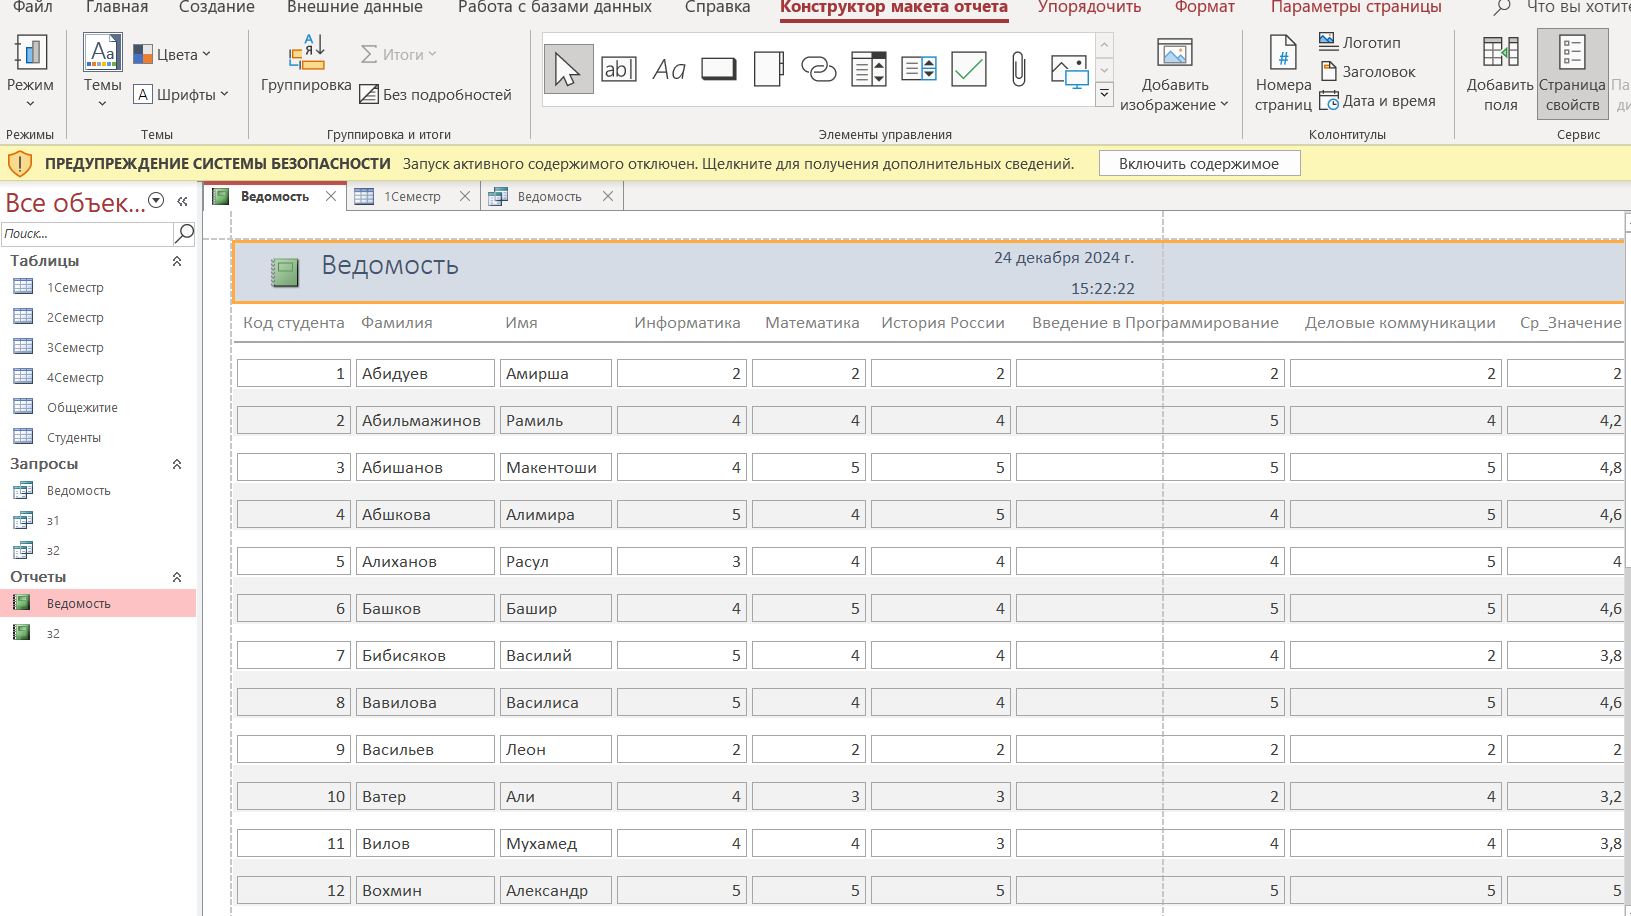 Файл Главная Создание Внешние данные Работа с базами данных Справка Конструктор макета отчета Упорядочить Формат Параметры страницы Что вы хотите
Режим
Режимы
Aa
Темы
Цвета
A Шрифты
Темы
А Я
Группировка
Итоги
Без подробностей
Группировка и итоги
ab
Aa
Элементы управления
Добавить изображение
#
Номера страниц
Логотип
Заголовок
Дата и время
Колонтитулы
Добавить поля
Страница свойств
Па
ди
Сервис
ПРЕДУПРЕЖДЕНИЕ СИСТЕМЫ БЕЗОПАСНОСТИ Запуск активного содержимого отключен. Щелкните для получения дополнительных сведений. Включить содержимое
Все объек...
Поиск...
Таблицы
1Семестр
2Семестр
3Семестр
4Семестр
Общежитие
Студенты
Запросы
Ведомость
з1
з2
Отчеты
Ведомость
з2
Ведомость 1Семестр Ведомость
Ведомость
24 декабря 2024 г.
15:22:22
Код студента Фамилия Имя Информатика Математика История России Введение в Программирование Деловые коммуникации Ср_Значение
1 Абидуев Амирша 2 2 2 2 2 2
2 Абильмажинов Рамиль 4 4 4 5 4 4,2
3 Абишанов Макентоши 4 5 5 5 5 4,8
4 Абшкова Алимира 5 4 5 4 5 4,6
5 Алиханов Расул 3 4 4 4 5 4
6 Башков Башир 4 5 4 5 5 4,6
7 Бибисяков Василий 5 4 4 4 2 3,8
8 Вавилова Василиса 5 4 4 5 5 4,6
9 Васильев Леон 2 2 2 2 2 2
10 Ватер Али 4 3 3 2 4 3,2
11 Вилов Мухамед 4 4 3 4 4 3,8
12 Вохмин Александр 5 5 5 5 5 5